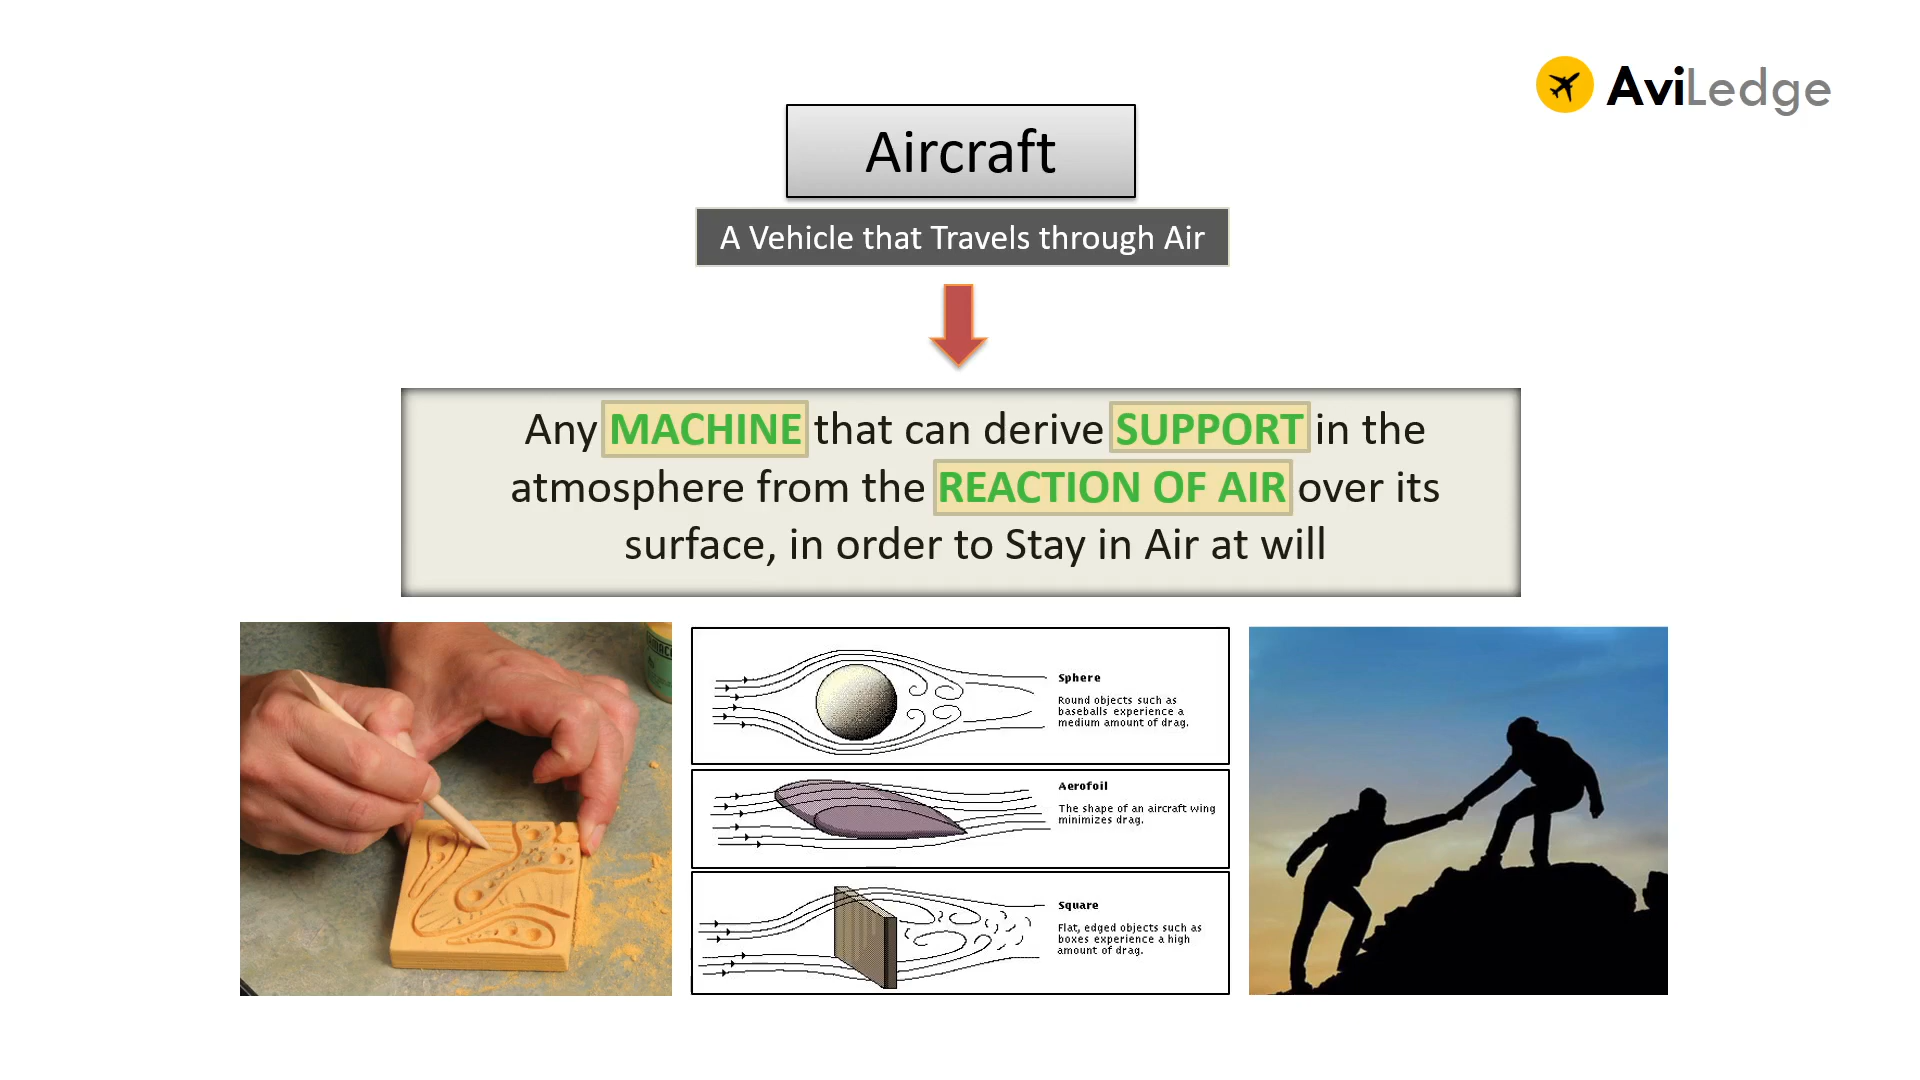 AviLedge
Aircraft
A Vehicle that Travels through Air
Any MACHINE that can derive SUPPORT in the
atmosphere from the REACTION OF AIR over its
surface, in order to Stay in Air at will
Sphere
Round objects such as
baseballs experience a
medium amount of drag.
Aerofoil
The shape of an aircraft wing
minimizes drag.
Square
Flat, edged objects such as
boxes experience a high
amount of drag.